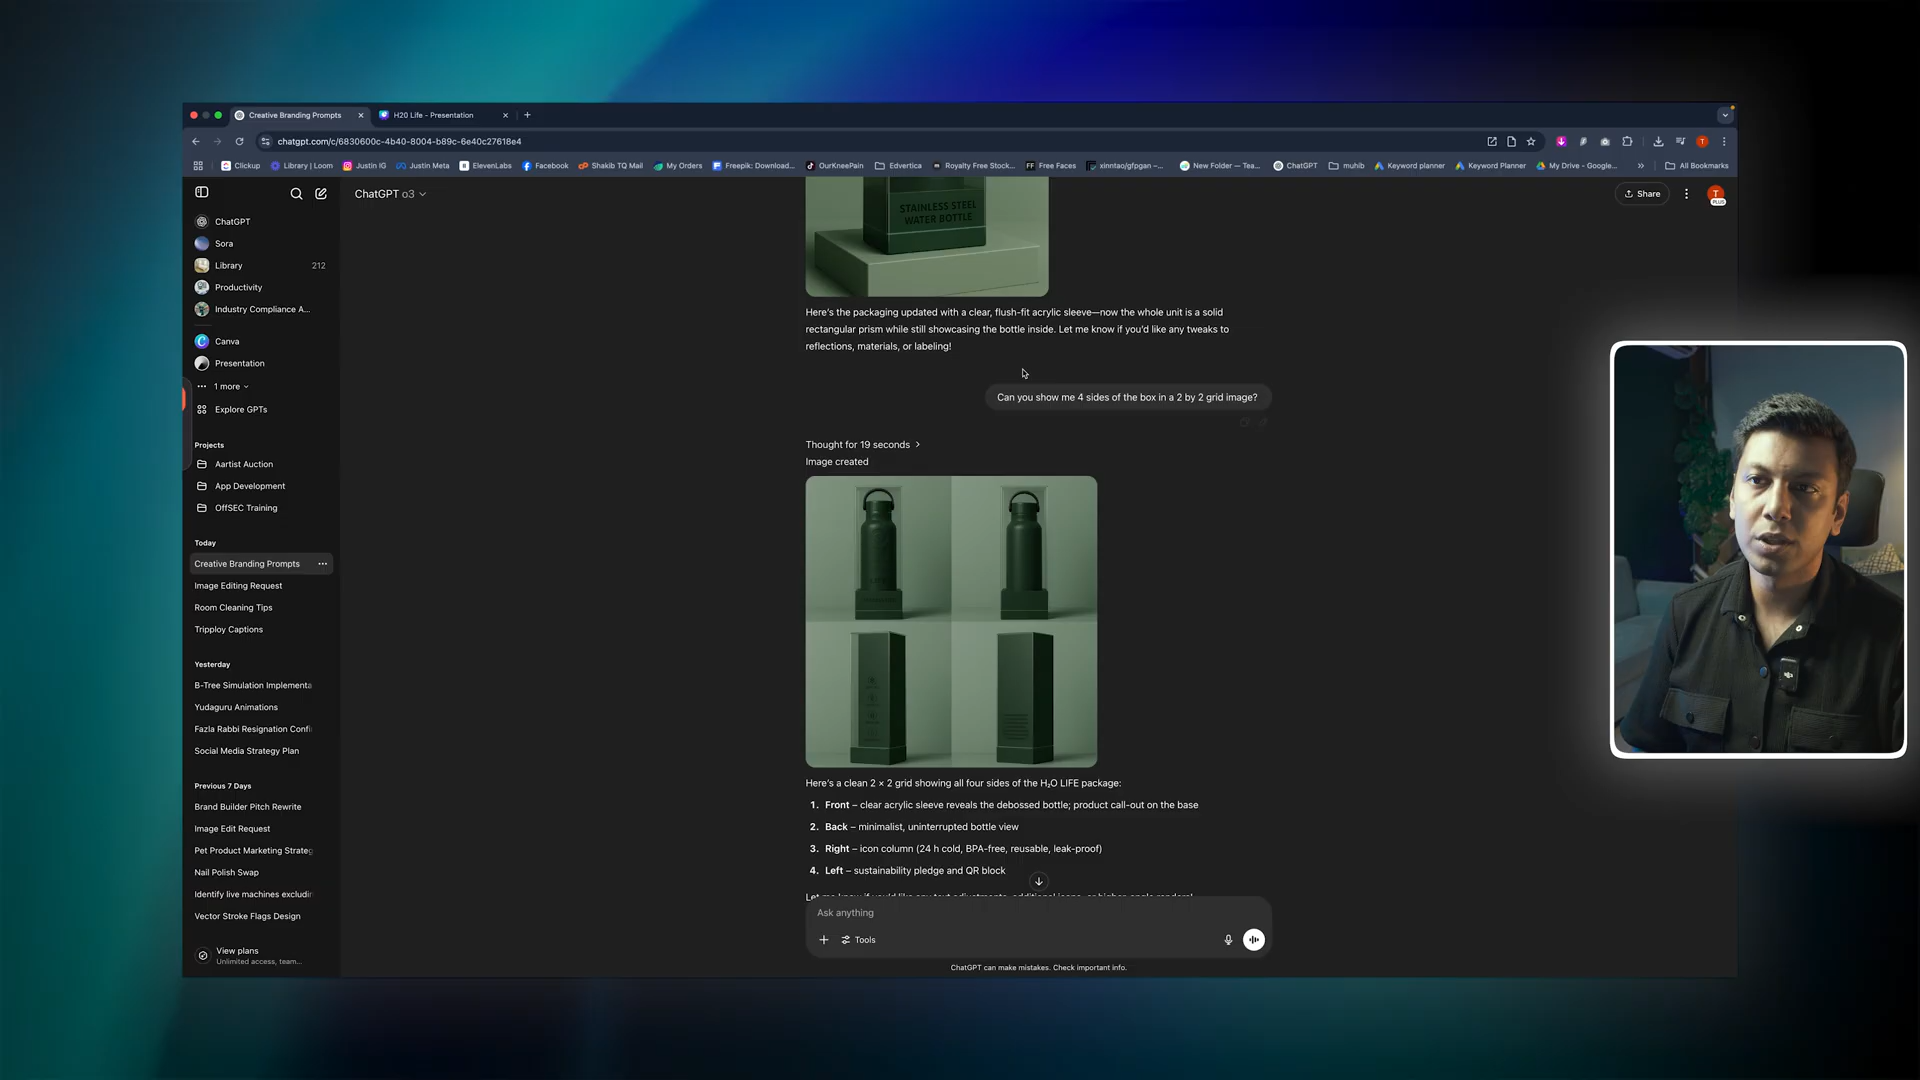 Creative Branding Prompts
H20 Life - Presentation
chatgpt.com/c/6830600c-4b40-8004-b89c-6e40c27618e4
Clickup
Library | Loom
Justin IG
Justin Meta
ElevenLabs
Facebook
Shakib TQ Mail
My Orders
Freepik: Download...
OurKneePain
Edvertica
Royalty Free Stock...
Free Faces
xinntao/gfpgan –...
New Folder — Tea...
ChatGPT
muhib
Keyword planner
Keyword Planner
My Drive - Google...
All Bookmarks
ChatGPT
Sora
Library 212
Productivity
Industry Compliance A...
Canva
Presentation
1 more
Explore GPTs
Projects
Aartist Auction
App Development
OffSEC Training
Today
Creative Branding Prompts
Image Editing Request
Room Cleaning Tips
Tripploy Captions
Yesterday
B-Tree Simulation Implementa
Yudaguru Animations
Fazla Rabbi Resignation Confi
Social Media Strategy Plan
Previous 7 Days
Brand Builder Pitch Rewrite
Image Edit Request
Pet Product Marketing Strateg
Nail Polish Swap
Identify live machines excludin
Vector Stroke Flags Design
View plans
Unlimited access, team...
ChatGPT o3
Share
T
PLUS
STAINLESS STEEL
WATER BOTTLE
Here's the packaging updated with a clear, flush-fit acrylic sleeve—now the whole unit is a solid
rectangular prism while still showcasing the bottle inside. Let me know if you'd like any tweaks to
reflections, materials, or labeling!
Can you show me 4 sides of the box in a 2 by 2 grid image?
Thought for 19 seconds
Image created
Here's a clean 2 × 2 grid showing all four sides of the H₂O LIFE package:
1. Front – clear acrylic sleeve reveals the debossed bottle; product call-out on the base
2. Back – minimalist, uninterrupted bottle view
3. Right – icon column (24 h cold, BPA-free, reusable, leak-proof)
4. Left – sustainability pledge and QR block
Ask anything
Tools
ChatGPT can make mistakes. Check important info.